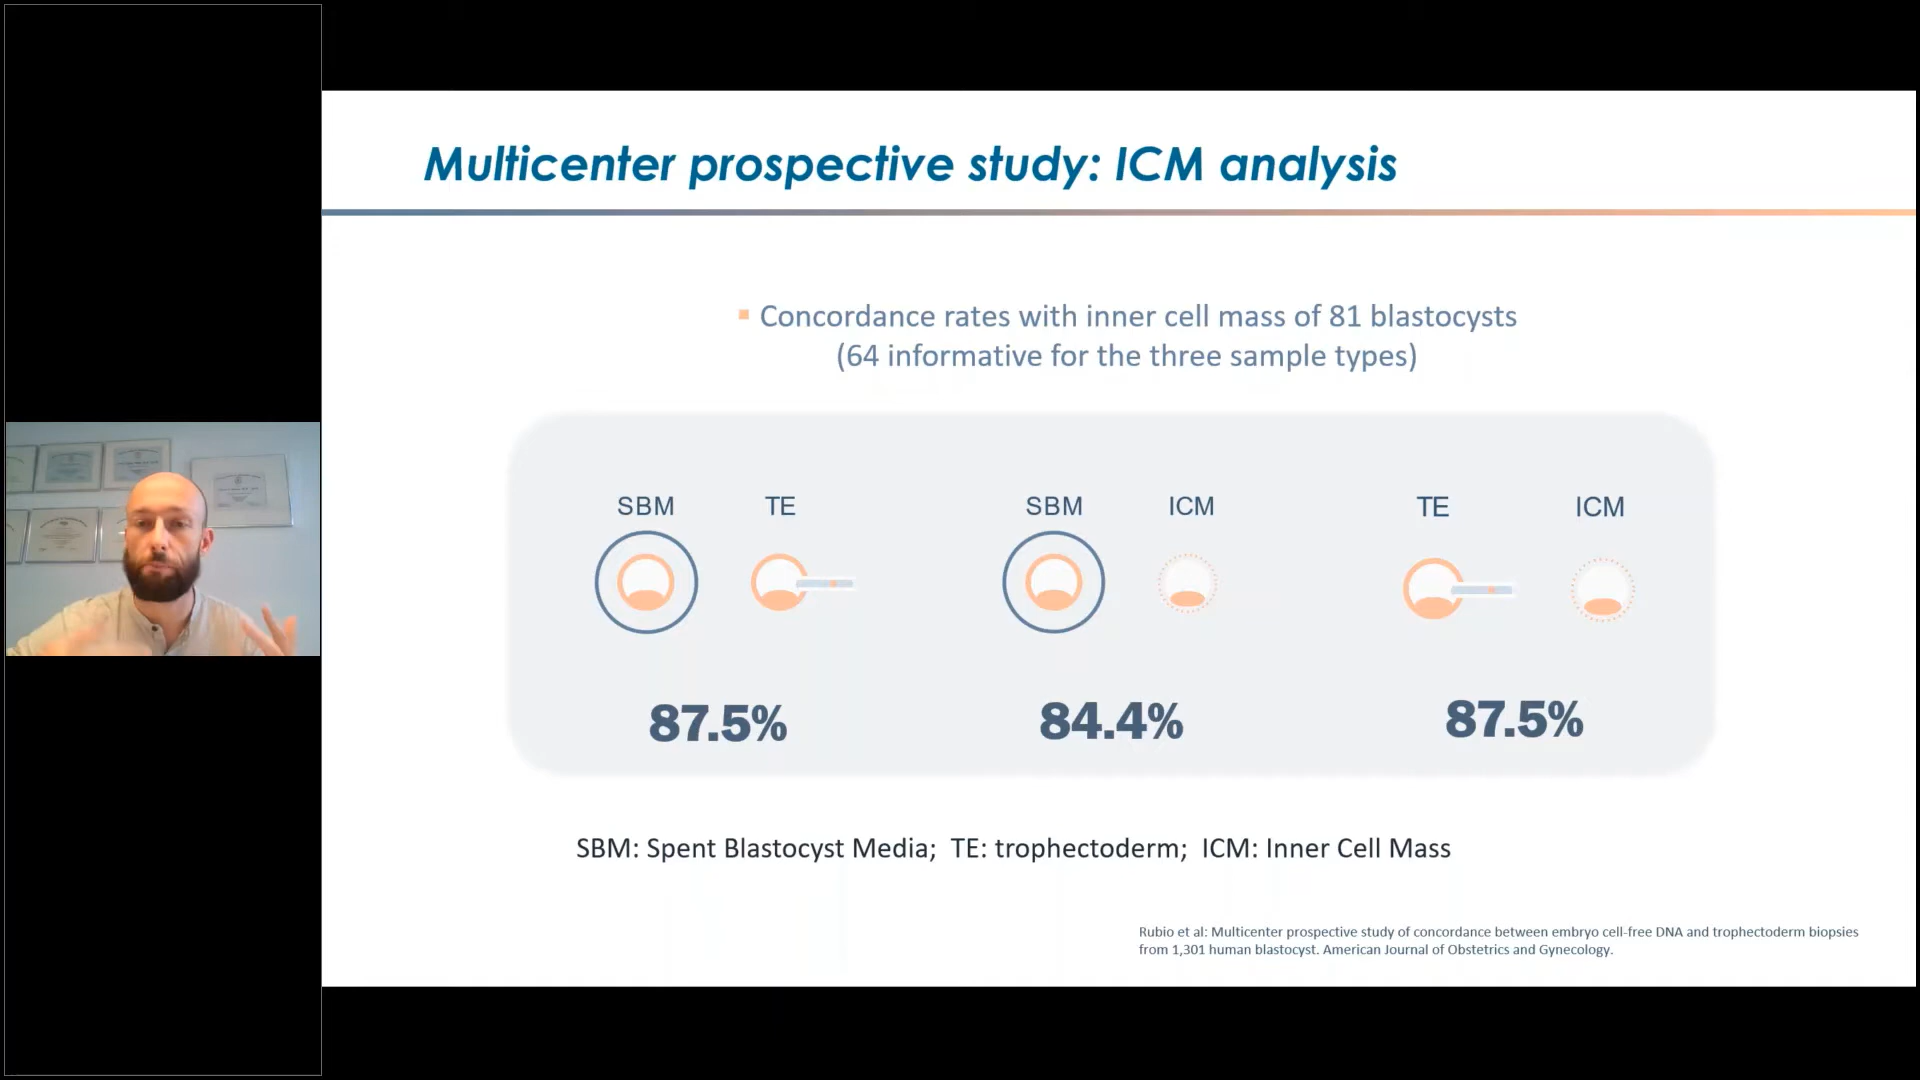 Multicenter prospective study: ICM analysis
Concordance rates with inner cell mass of 81 blastocysts
(64 informative for the three sample types)
SBM TE SBM ICM TE ICM
87.5% 84.4% 87.5%
SBM: Spent Blastocyst Media; TE: trophectoderm; ICM: Inner Cell Mass
Rubio et al: Multicenter prospective study of concordance between embryo cell-free DNA and trophectoderm biopsies
from 1,301 human blastocyst. American Journal of Obstetrics and Gynecology.